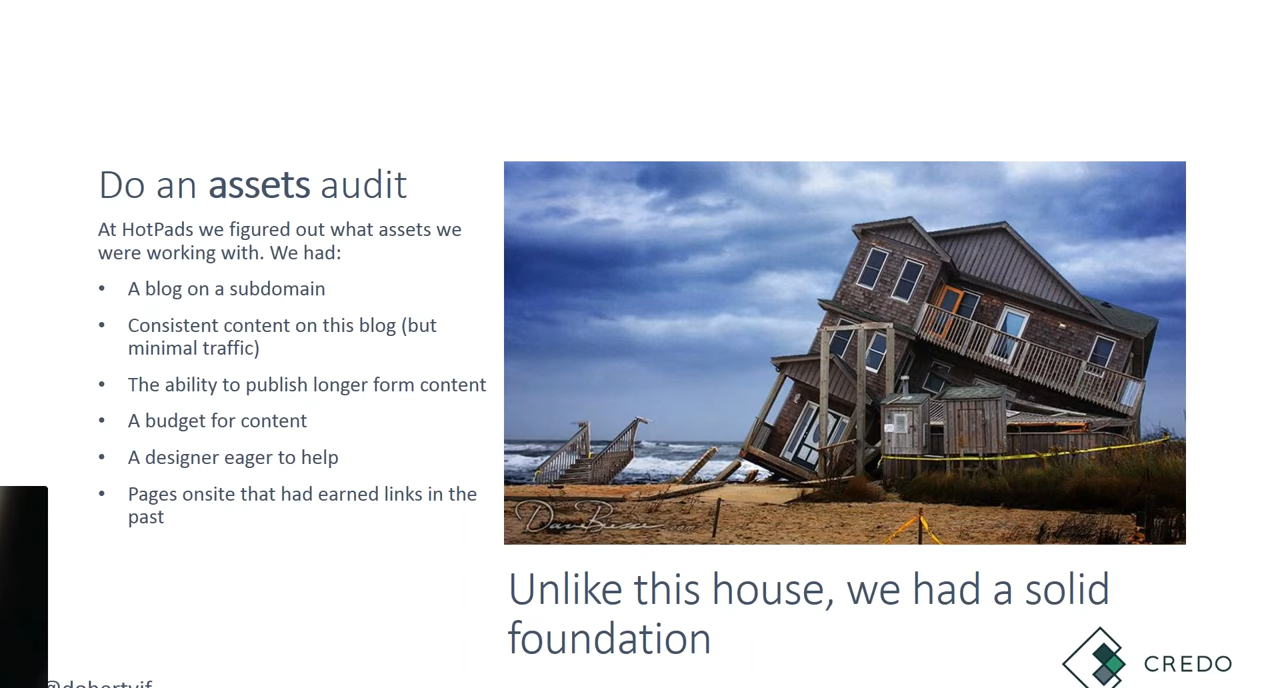 Do an assets audit
At HotPads we figured out what assets we
were working with. We had:
• A blog on a subdomain
• Consistent content on this blog (but
minimal traffic)
• The ability to publish longer form content
• A budget for content
• A designer eager to help
• Pages onsite that had earned links in the
past
Unlike this house, we had a solid
foundation
CREDO
@dohertyjf